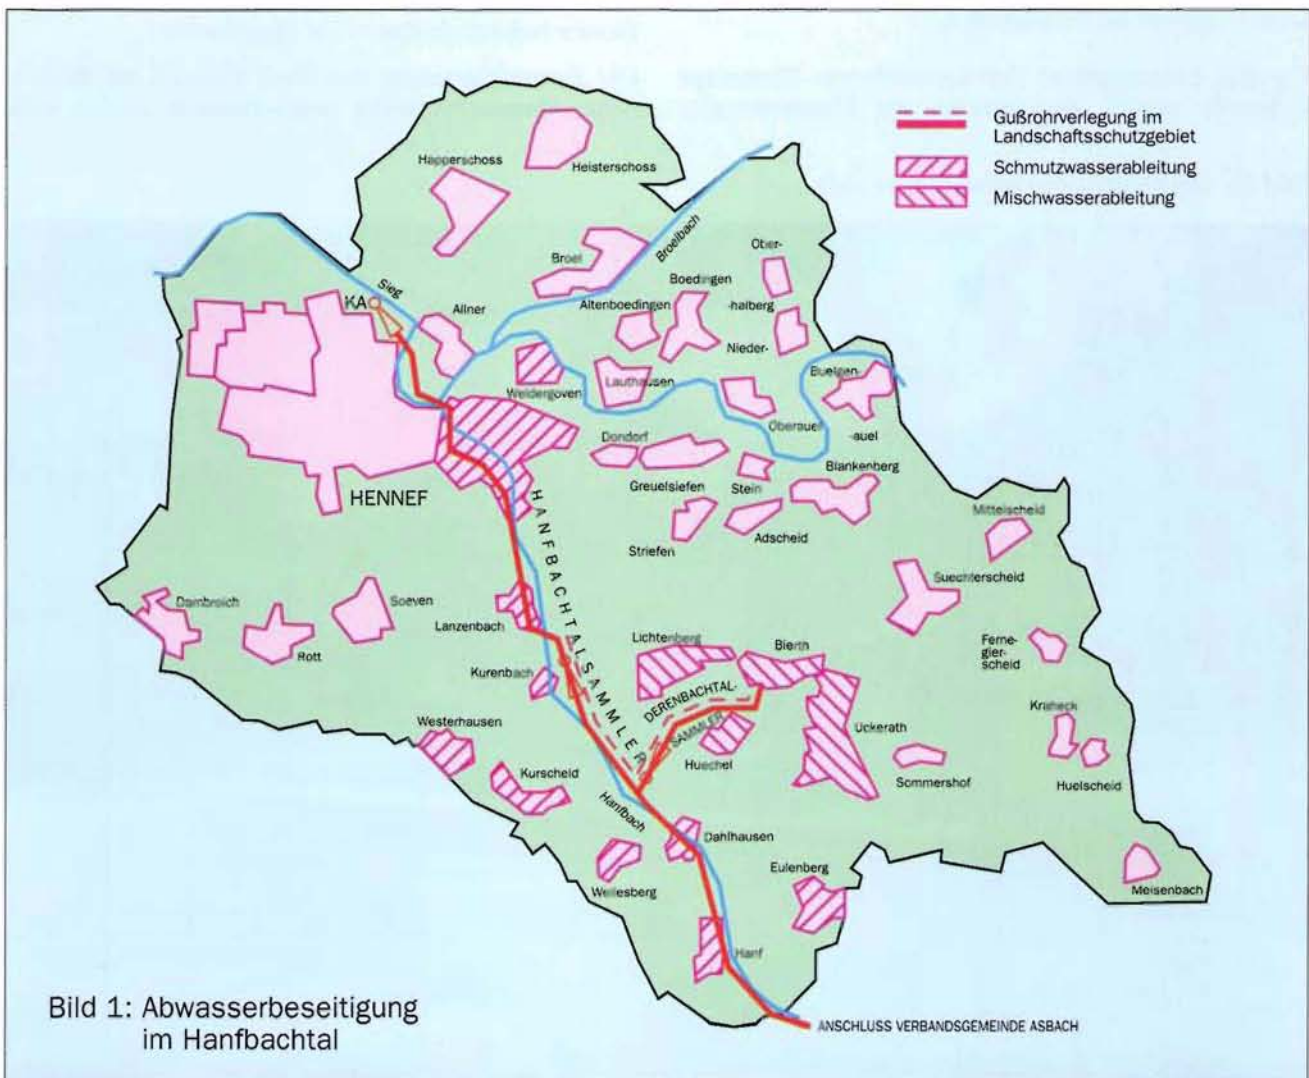 Gußrohrverlegung im
Landschaftsschutzgebiet
Schmutzwasserableitung
Mischwasserableitung
Happerschoss
Heisterschoss
Broelbach
Broel
Sieg
KA
Allner
Altenboedingen
Boedingen
Ober-
-halberg
Nieder-
Weldergoven
Lauthausen
Oberauel
Buelgen-
-auel
Dondorf
Greuelsiefen
Stein
Blankenberg
Striefen
Adscheid
HENNEF
Mittelscheid
Suechterscheid
HANFBACHTALSAMMLER
Dambroich
Rott
Soeven
Lanzenbach
Kurenbach
Lichtenberg
Bierth
Ferne-
gier-
scheid
DERENBACHTAL-
SAMMLER
Huechel
Uckerath
Sommershof
Huelscheid
Westerhausen
Kurscheid
Hanfbach
Dahlhausen
Wellesberg
Eulenberg
Meisenbach
Hanf
Bild 1: Abwasserbeseitigung
im Hanfbachtal
ANSCHLUSS VERBANDSGEMEINDE ASBACH